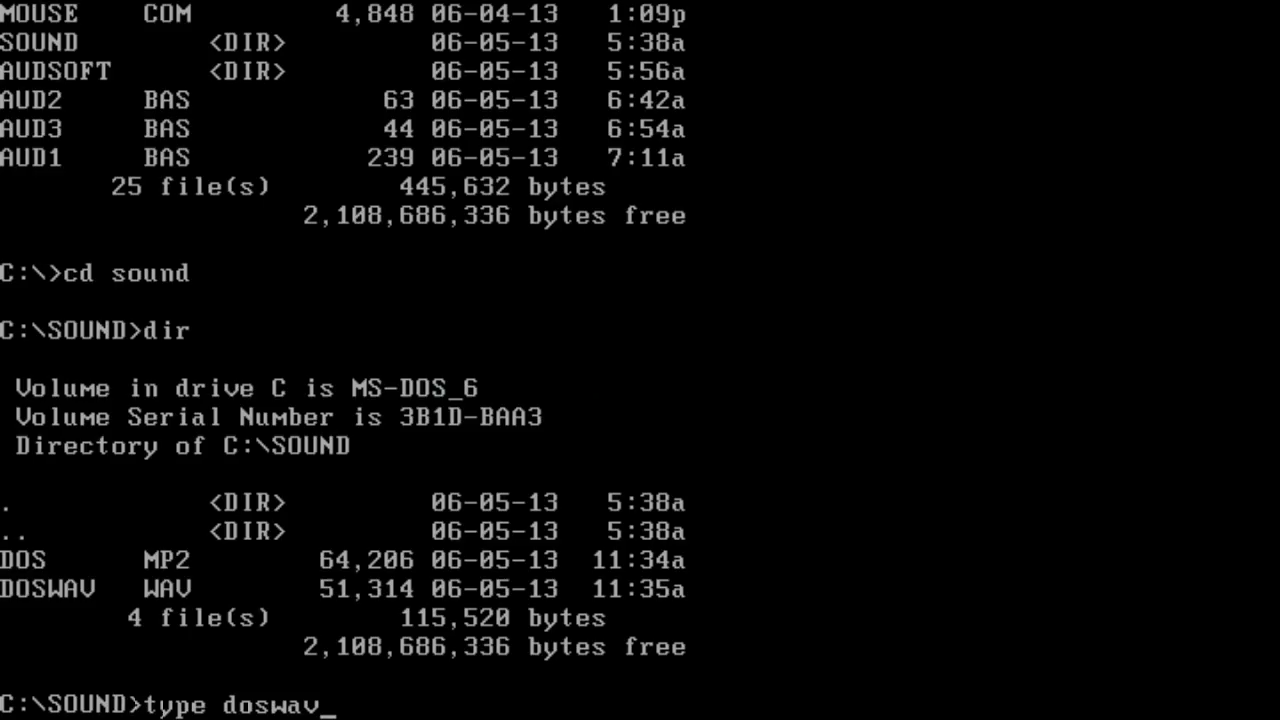 MOUSE    COM         4,848 06-04-13   1:09p
SOUND        <DIR>         06-05-13   5:38a
AUDSOFT      <DIR>         06-05-13   5:56a
AUD2     BAS            63 06-05-13   6:42a
AUD3     BAS            44 06-05-13   6:54a
AUD1     BAS           239 06-05-13   7:11a
       25 file(s)        445,632 bytes
                   2,108,686,336 bytes free
C:\>cd sound
C:\SOUND>dir
 Volume in drive C is MS-DOS_6
 Volume Serial Number is 3B1D-BAA3
 Directory of C:\SOUND
.            <DIR>         06-05-13   5:38a
..           <DIR>         06-05-13   5:38a
DOS      MP2        64,206 06-05-13  11:34a
DOSWAV   WAV        51,314 06-05-13  11:35a
        4 file(s)        115,520 bytes
                   2,108,686,336 bytes free
C:\SOUND>type doswav_